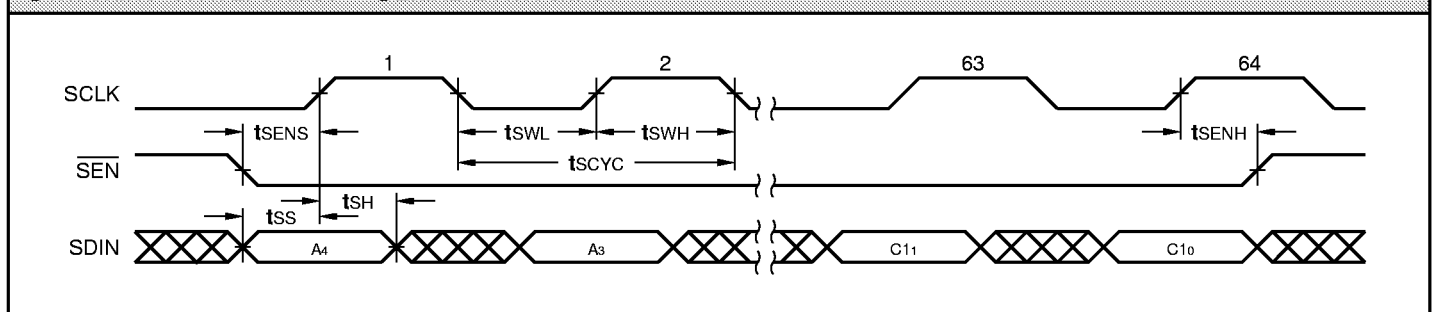 1 2 63 64
SCLK
tSENS tSWL tSWH tSENH
tSCYC
SEN
tSH
tSS
SDIN A4 A3 C11 C10